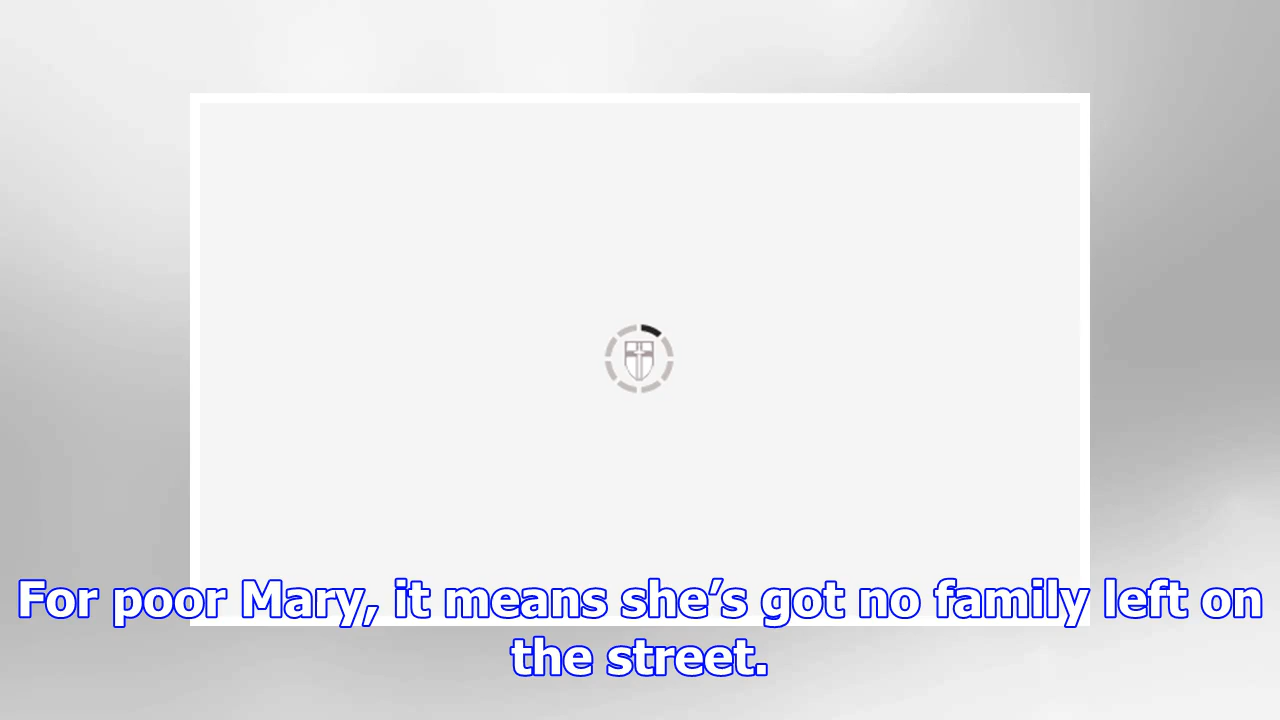 For poor Mary, it means she’s got no family left on
the street.